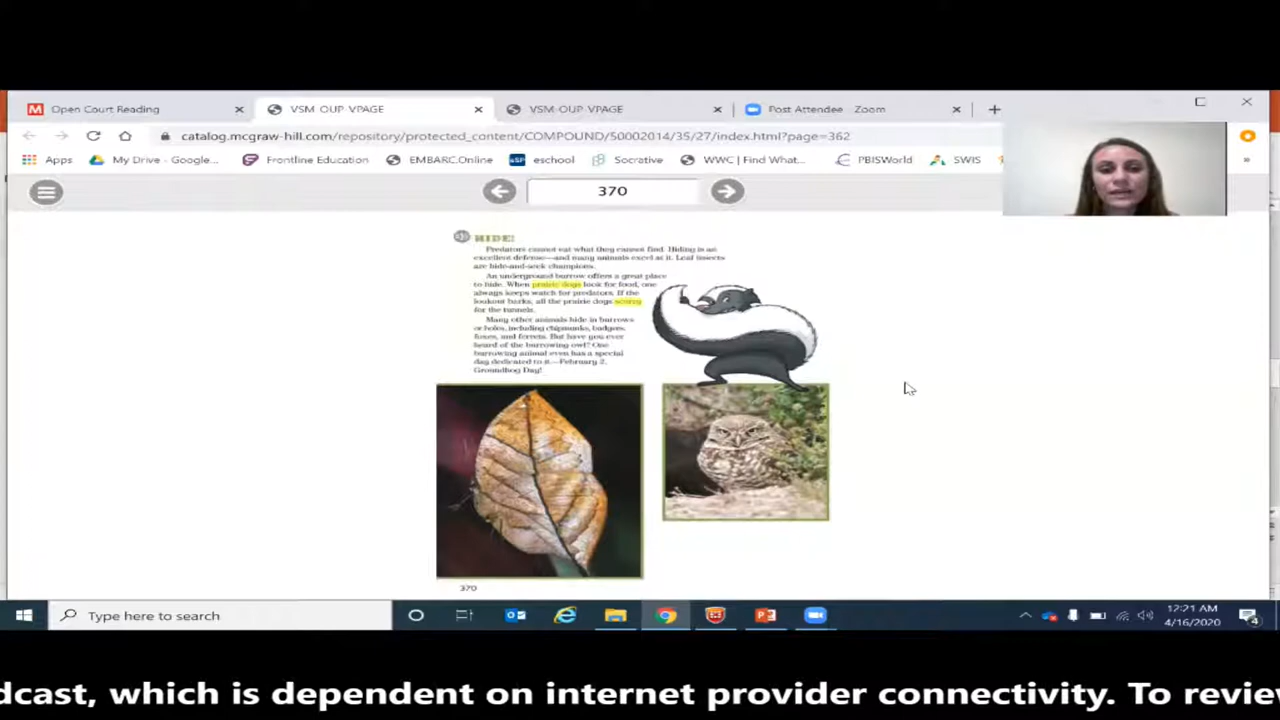 Open Court Reading
VSM-OUP-VPAGE
VSM-OUP-VPAGE
Post Attendee - Zoom
catalog.mcgraw-hill.com/repository/protected_content/COMPOUND/50002014/35/27/index.html?page=362
Apps
My Drive - Google...
Frontline Education
EMBARC.Online
eSP
eschool
Socrative
WWC | Find What...
PBISWorld
SWIS
»
370
HIDE!
Predators cannot eat what they cannot find. Hiding is an
excellent defense—and many animals excel at it. Leaf insects
are hide-and-seek champions.
An underground burrow offers a great place
to hide. When prairie dogs look for food, one
always keeps watch for predators. If the
lookout barks, all the prairie dogs scurry
for the tunnels.
Many other animals hide in burrows
or holes, including chipmunks, badgers,
foxes, and ferrets. But have you ever
heard of the burrowing owl? One
burrowing animal even has a special
day dedicated to it—February 2,
Groundhog Day!
370
Type here to search
12:21 AM
4/16/2020
4
dcast, which is dependent on internet provider connectivity. To review